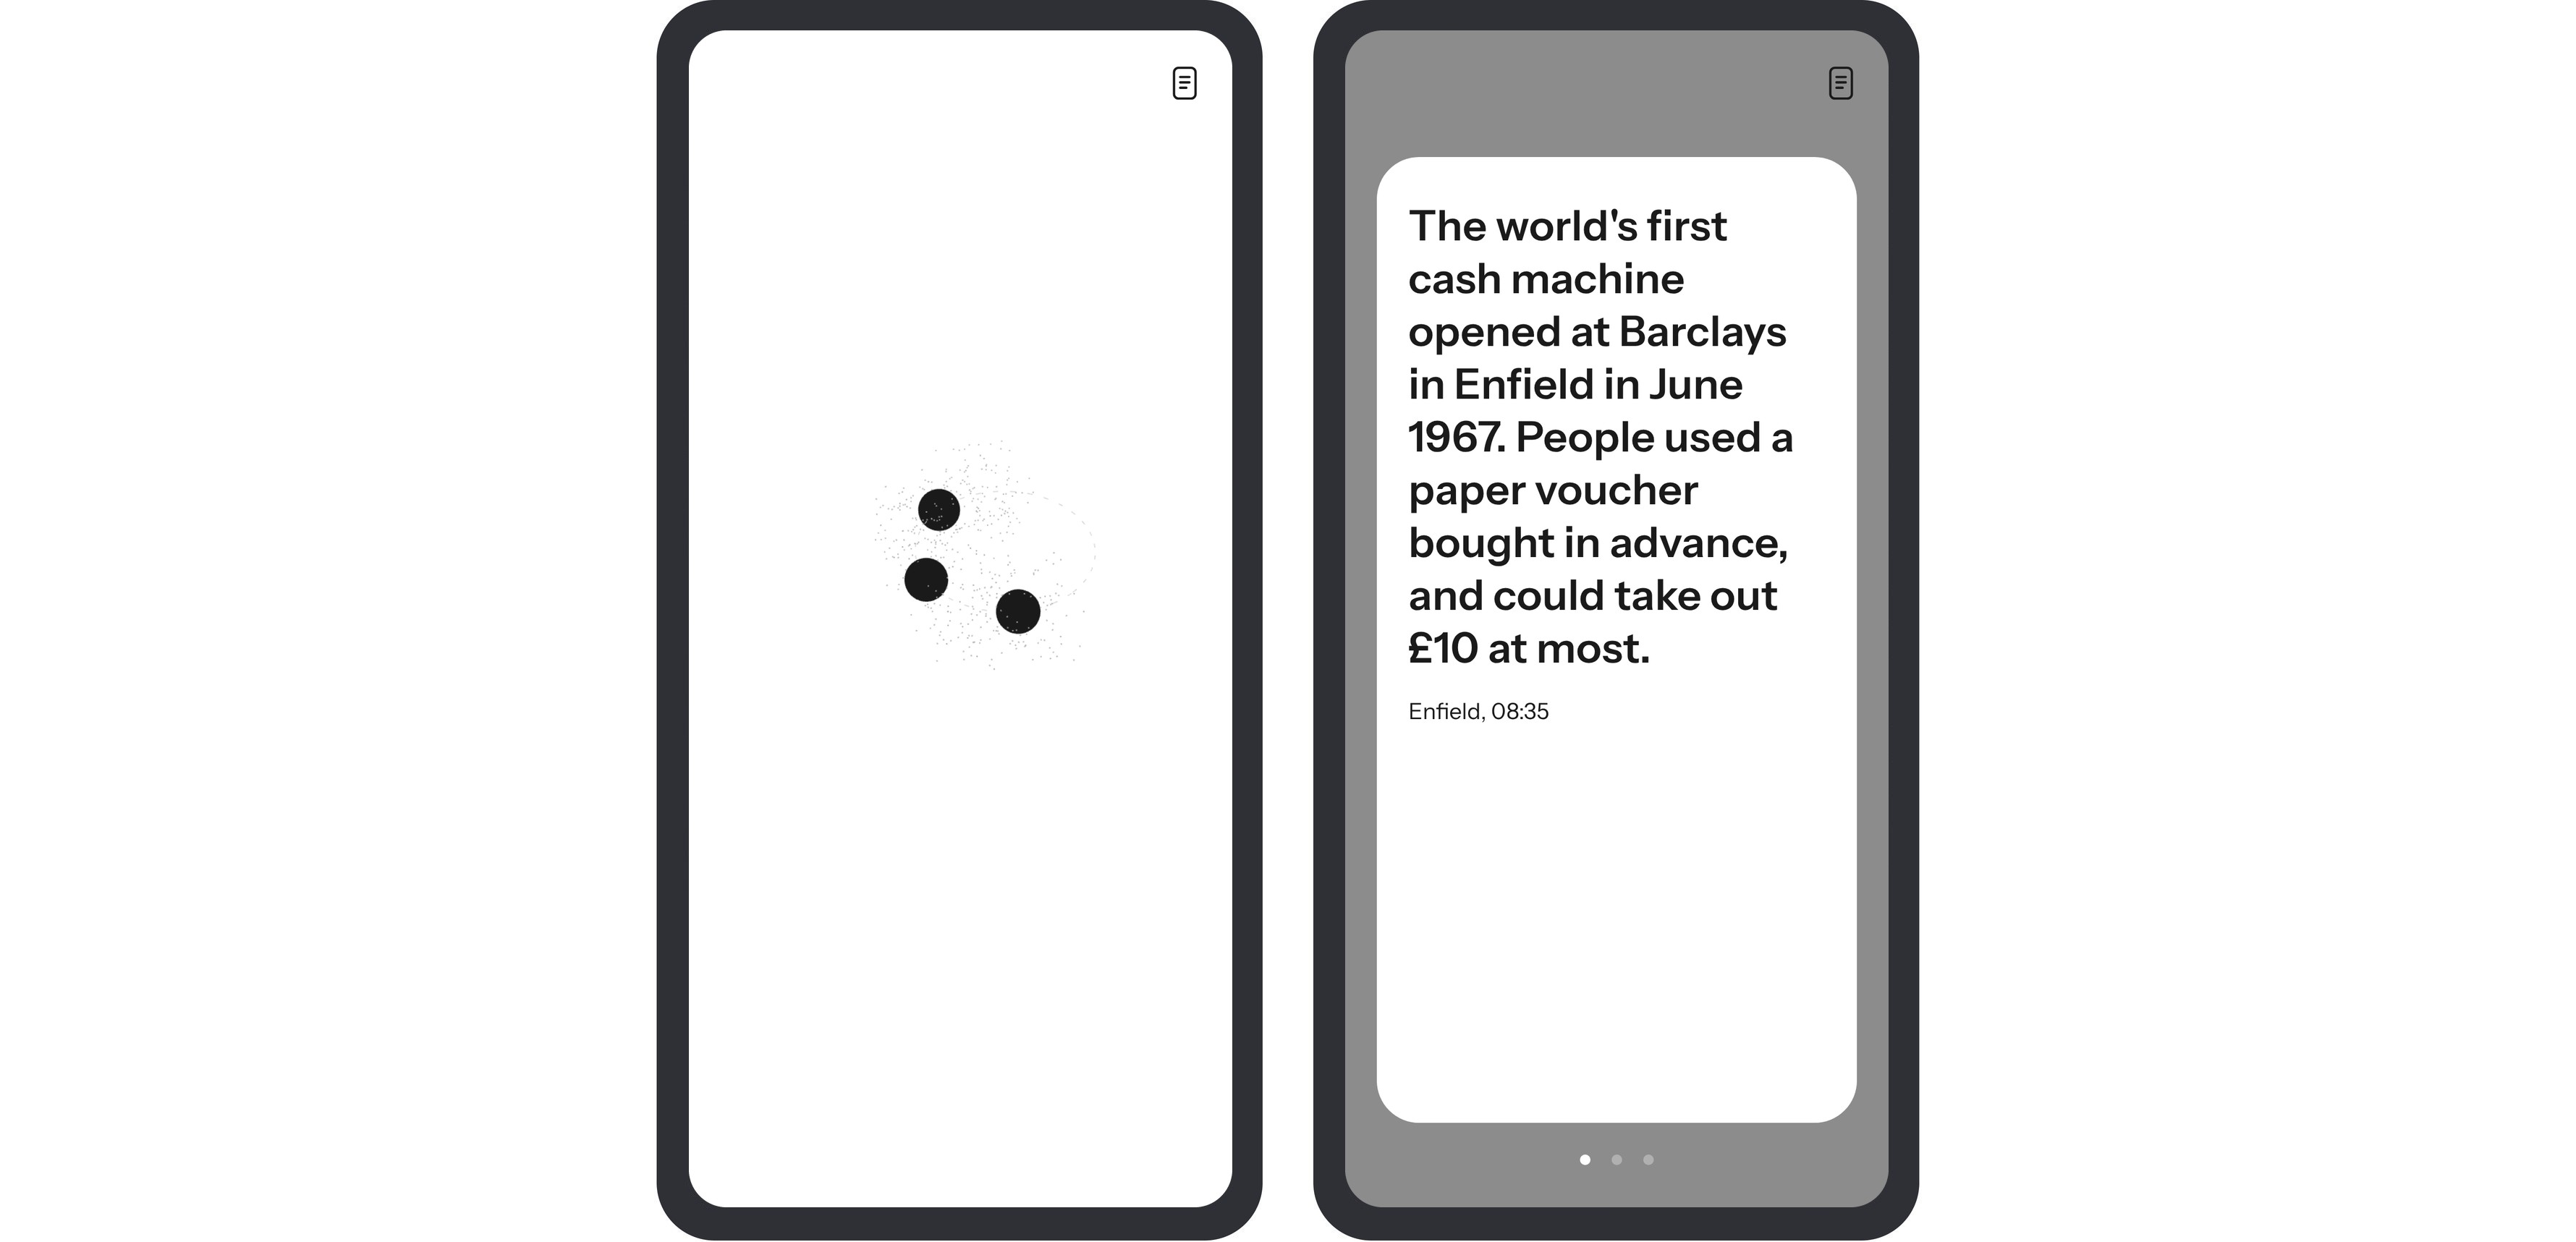 The world's first
cash machine
opened at Barclays
in Enfield in June
1967. People used a
paper voucher
bought in advance,
and could take out
£10 at most.
Enfield, 08:35